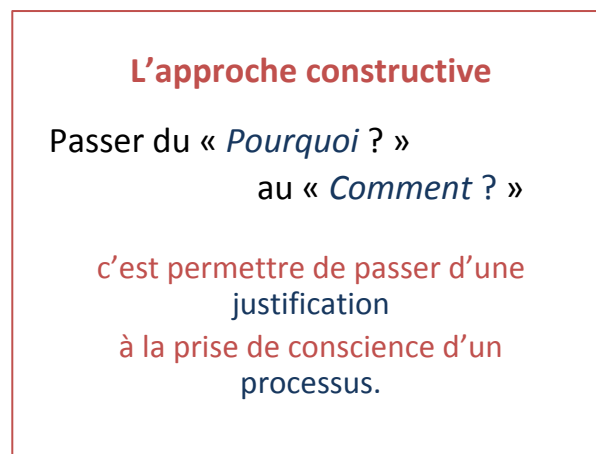 L’approche constructive
Passer du « Pourquoi ? »
au « Comment ? »
c’est permettre de passer d’une
justification
à la prise de conscience d’un
processus.